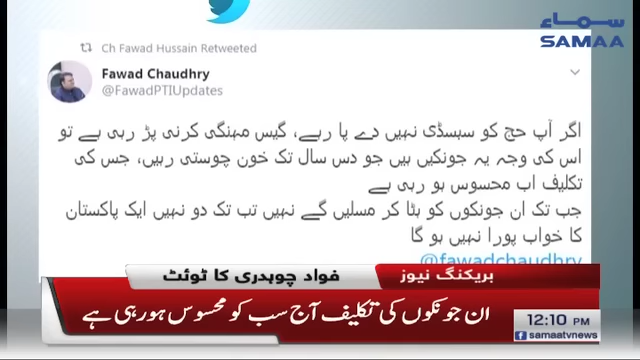 سماء
SAMAA
Ch Fawad Hussain Retweeted
Fawad Chaudhry
@FawadPTIUpdates
اگر آپ حج کو سبسڈی نہیں دے پا رہے، گیس مہنگی کرنی پڑ رہی ہے تو
اس کی وجہ یہ جونکیں ہیں جو دس سال تک خون چوستی رہیں، جس کی
تکلیف اب محسوس ہو رہی ہے
جب تک ان جونکوں کو ہٹا کر مسلیں گے نہیں تب تک دو نہیں ایک پاکستان
کا خواب پورا نہیں ہو گا
@fawadchaudhry
بریکنگ نیوز
فواد چوہدری کا ٹوئٹ
ان جونکوں کی تکلیف آج سب کو محسوس ہو رہی ہے
12:10 PM
samaatvnews